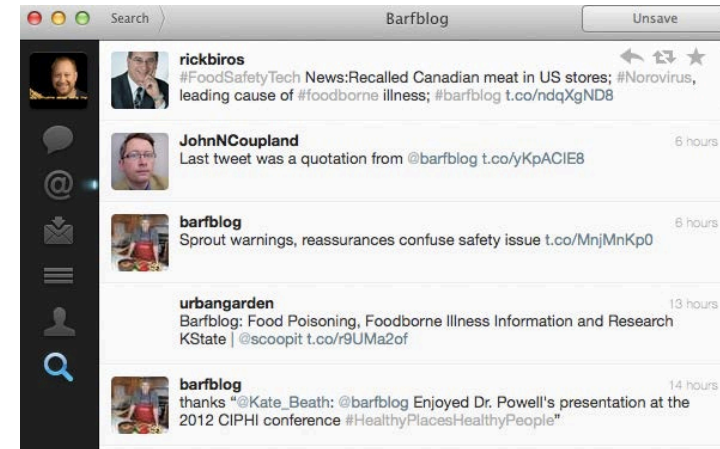 Search
Barfblog
Unsave
rickbiros
#FoodSafetyTech News:Recalled Canadian meat in US stores; #Norovirus,
leading cause of #foodborne illness; #barfblog t.co/ndqXgND8
JohnNCoupland
6 hours
Last tweet was a quotation from @barfblog t.co/yKpACIE8
barfblog
6 hours
Sprout warnings, reassurances confuse safety issue t.co/MnjMnKp0
urbangarden
13 hours
Barfblog: Food Poisoning, Foodborne Illness Information and Research
KState | @scoopit t.co/r9UMa2of
barfblog
14 hours
thanks “@Kate_Beath: @barfblog Enjoyed Dr. Powell's presentation at the
2012 CIPHI conference #HealthyPlacesHealthyPeople”